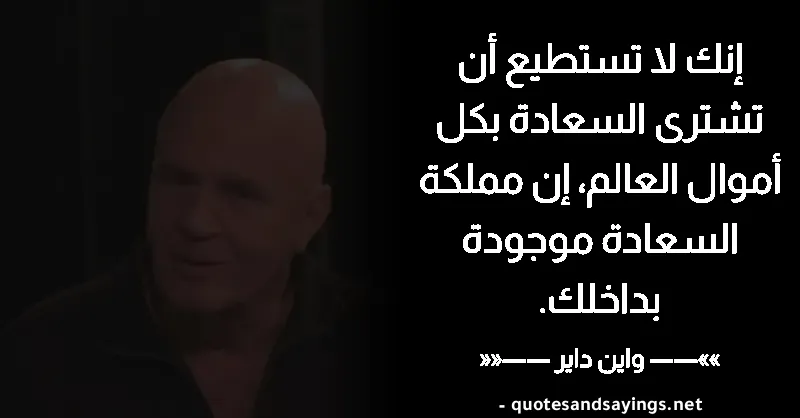 إنك لا تستطيع أن
تشترى السعادة بكل
أموال العالم، إن مملكة
السعادة موجودة
بداخلك.
»»—–— واين داير —–—««
- quotesandsayings.net